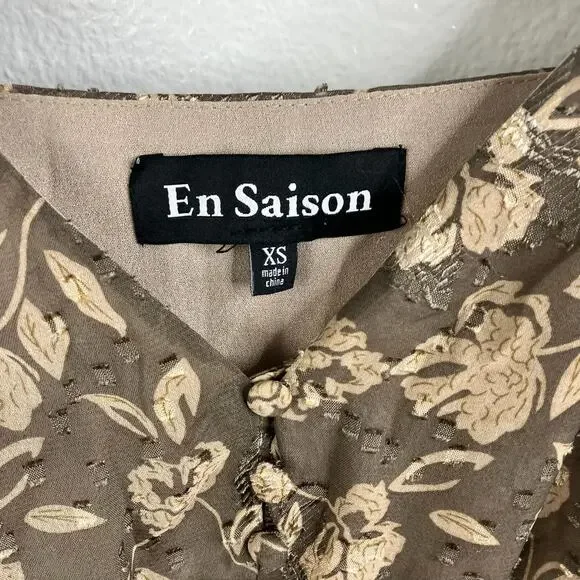 En Saison
XS
made in
china